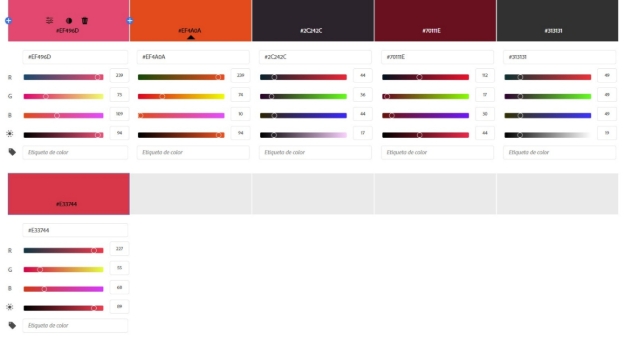 #EF496D
#EF4A0A
#2C242C
#70111E
#313131
#EF496D
#EF4A0A
#2C242C
#70111E
#313131
R 239 239 44 112 49
G 73 74 36 17 49
B 109 10 44 30 49
94 94 17 44 19
Etiqueta de color Etiqueta de color Etiqueta de color Etiqueta de color Etiqueta de color
#E33744
#E33744
R 227
G 55
B 68
89
Etiqueta de color